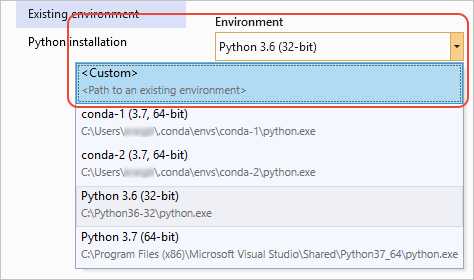 Existing environment
Environment
Python installation
Python 3.6 (32-bit)
<Custom>
<Path to an existing environment>
conda-1 (3.7, 64-bit)
C:\Users\ \.conda\envs\conda-1\python.exe
conda-2 (3.7, 64-bit)
C:\Users\ \.conda\envs\conda-2\python.exe
Python 3.6 (32-bit)
C:\Python36-32\python.exe
Python 3.7 (64-bit)
C:\Program Files (x86)\Microsoft Visual Studio\Shared\Python37_64\python.exe